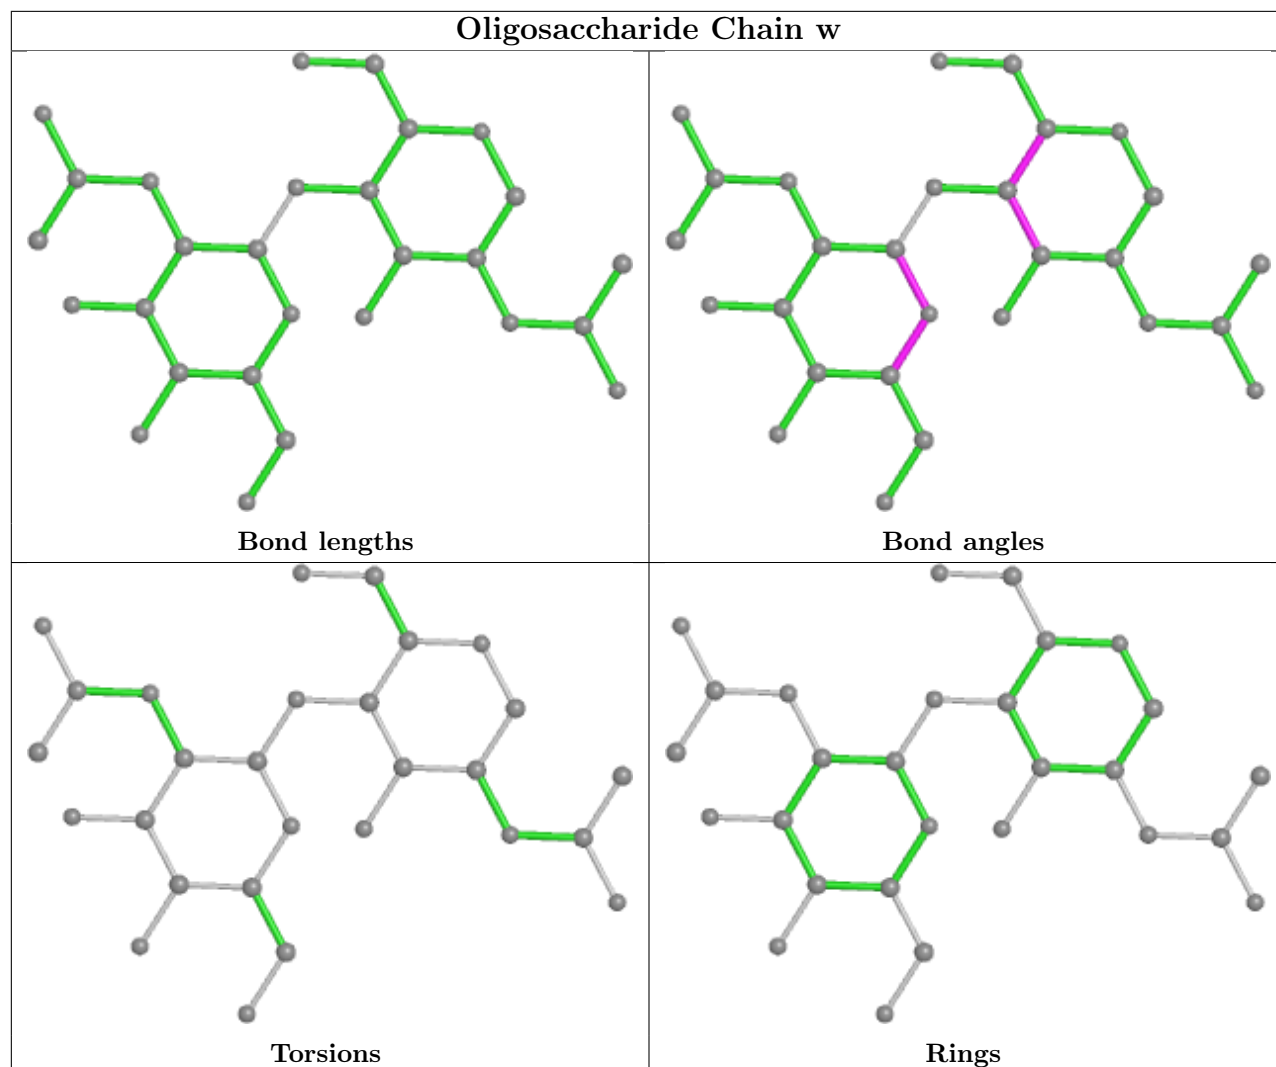 Oligosaccharide Chain w
Bond lengths
Bond angles
Torsions
Rings